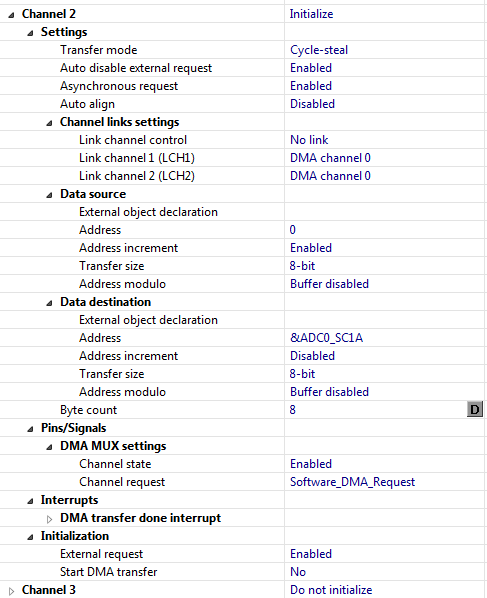 Channel 2 Initialize
Settings
Transfer mode Cycle-steal
Auto disable external request Enabled
Asynchronous request Enabled
Auto align Disabled
Channel links settings
Link channel control No link
Link channel 1 (LCH1) DMA channel 0
Link channel 2 (LCH2) DMA channel 0
Data source
External object declaration
Address 0
Address increment Enabled
Transfer size 8-bit
Address modulo Buffer disabled
Data destination
External object declaration
Address &ADC0_SC1A
Address increment Disabled
Transfer size 8-bit
Address modulo Buffer disabled
Byte count 8 D
Pins/Signals
DMA MUX settings
Channel state Enabled
Channel request Software_DMA_Request
Interrupts
DMA transfer done interrupt
Initialization
External request Enabled
Start DMA transfer No
Channel 3 Do not initialize